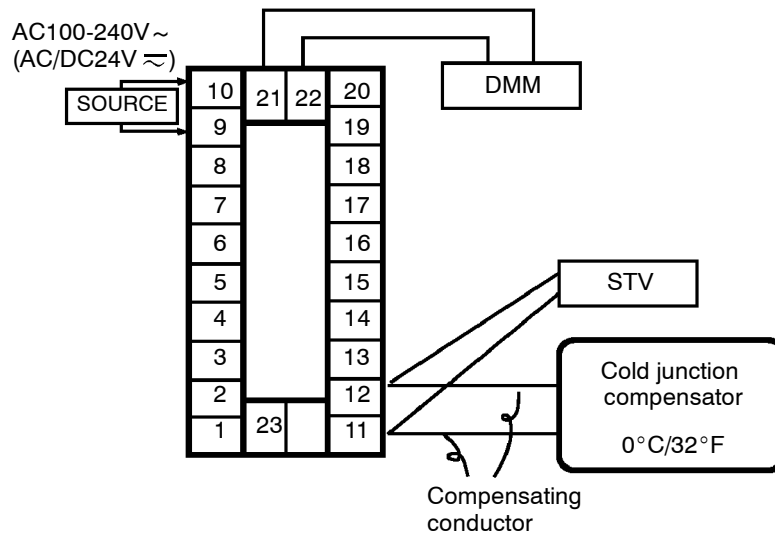 AC100-240V ~
(AC/DC24V ⎓~)
SOURCE
DMM
10 21 22 20
9 19
8 18
7 17
6 16
5 15
4 14
3 13
2 12
1 23 11
STV
Cold junction
compensator
0°C/32°F
Compensating
conductor